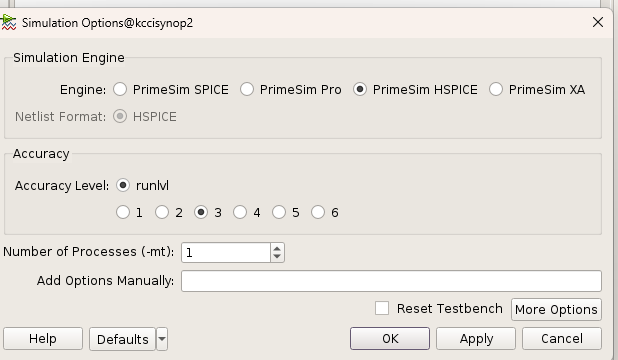 Simulation Options@kccisynop2
Simulation Engine
Engine: PrimeSim SPICE PrimeSim Pro PrimeSim HSPICE PrimeSim XA
Netlist Format: HSPICE
Accuracy
Accuracy Level: runlvl
1 2 3 4 5 6
Number of Processes (-mt): 1
Add Options Manually:
Reset Testbench More Options
Help Defaults OK Apply Cancel